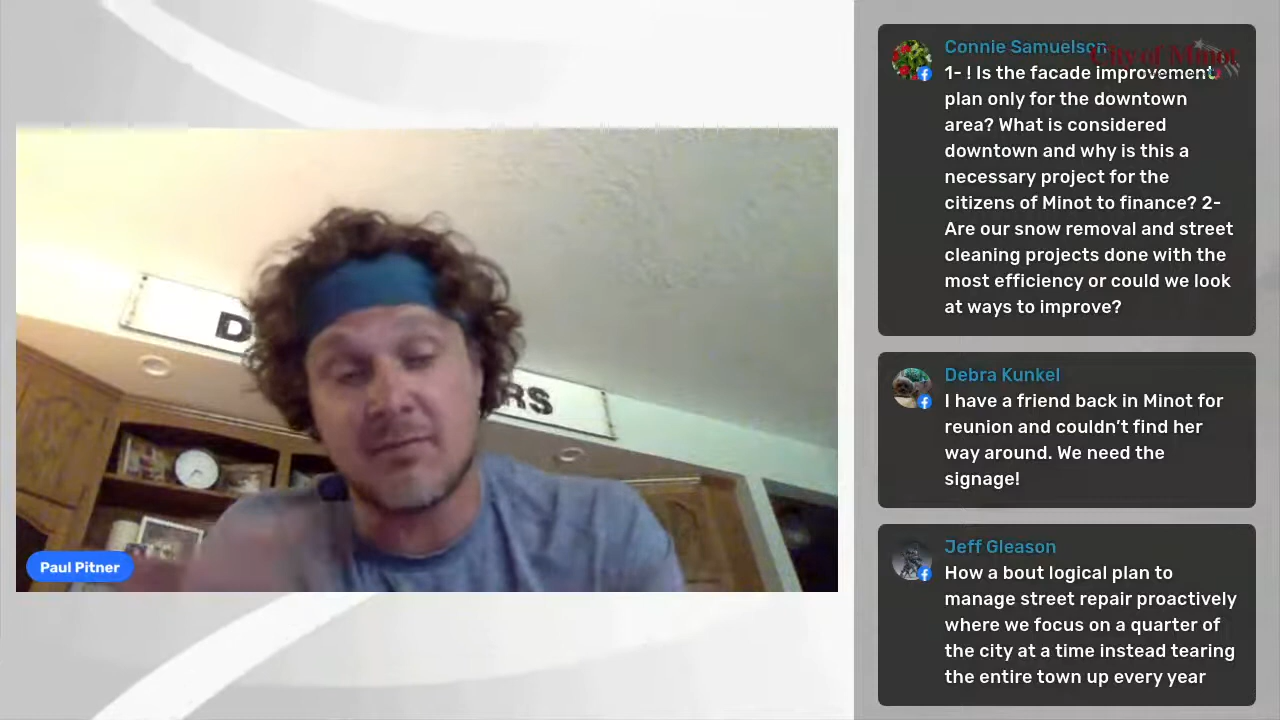 Connie Samuelson
City of Minot
1- ! Is the facade improvement
plan only for the downtown
area? What is considered
downtown and why is this a
necessary project for the
citizens of Minot to finance? 2-
Are our snow removal and street
cleaning projects done with the
most efficiency or could we look
at ways to improve?
D
RS
Debra Kunkel
I have a friend back in Minot for
reunion and couldn’t find her
way around. We need the
signage!
Paul Pitner
Jeff Gleason
How a bout logical plan to
manage street repair proactively
where we focus on a quarter of
the city at a time instead tearing
the entire town up every year